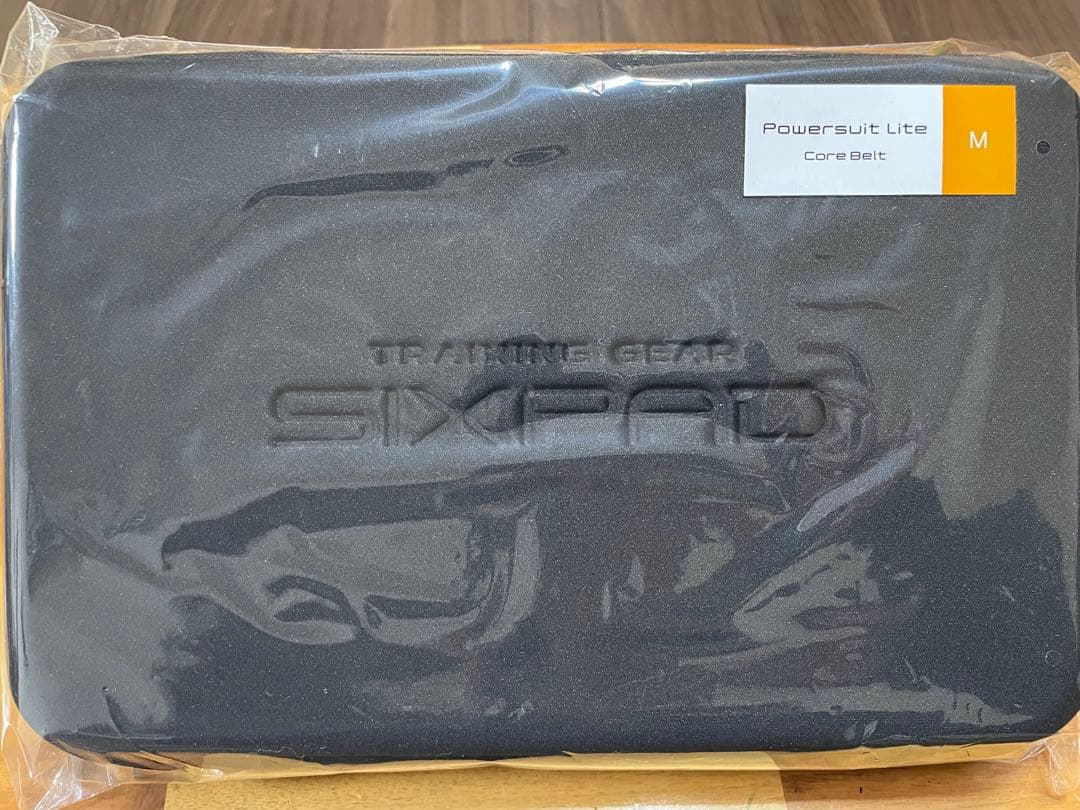 Powersuit Lite
Core Belt
M
TRAINING GEAR
SIXPAD